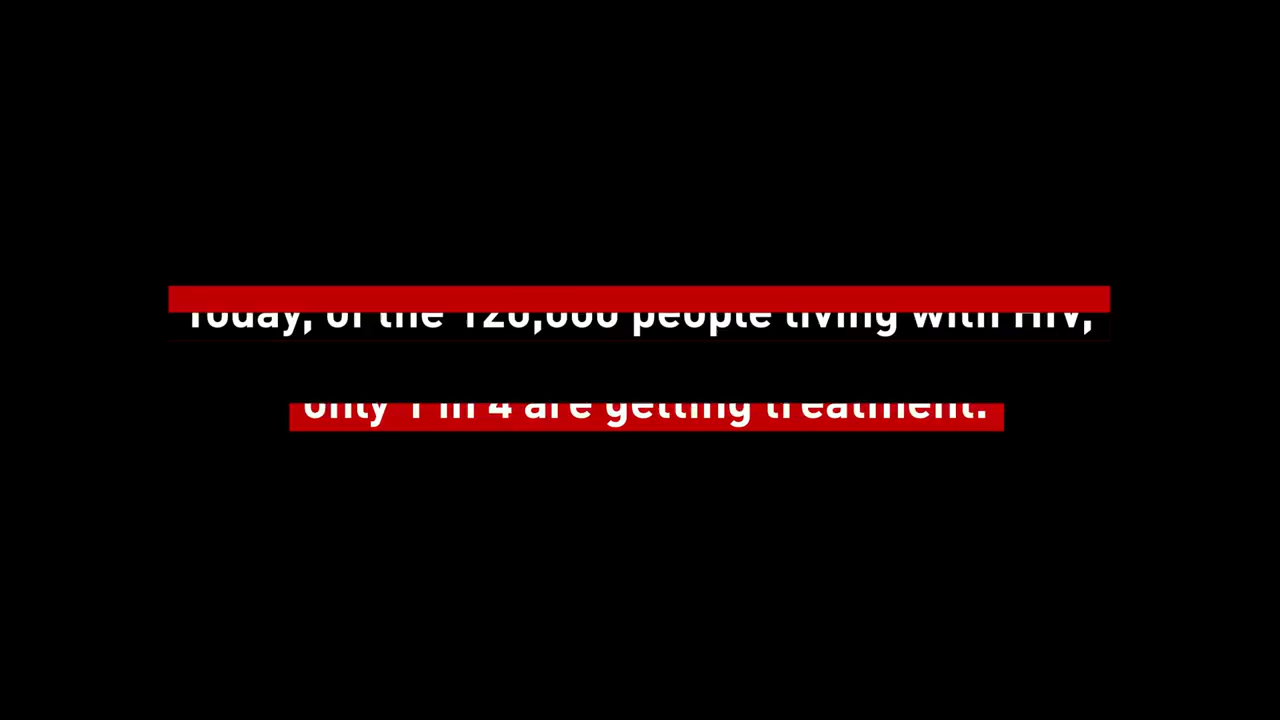 Today, of the people living with HIV,
only 1 in 4 are getting treatment.